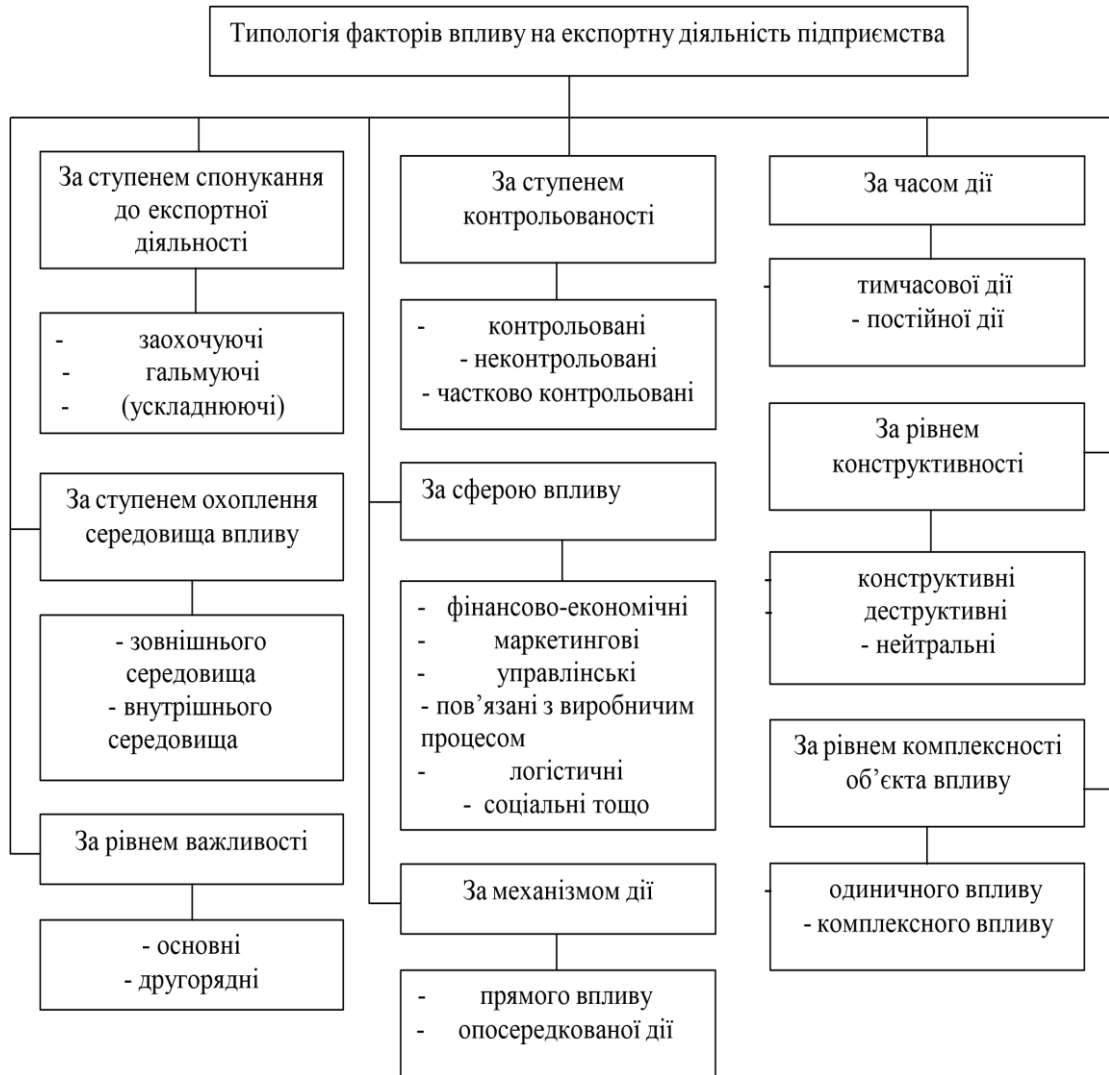 Типологія факторів впливу на експортну діяльність підприємства
За ступенем спонукання
до експортної
діяльності
- заохочуючі
- гальмуючі
- (ускладнюючі)
За ступенем охоплення
середовища впливу
- зовнішнього
середовища
- внутрішнього
середовища
За рівнем важливості
- основні
- другорядні
За ступенем
контрольованості
- контрольовані
- неконтрольовані
- частково контрольовані
За сферою впливу
- фінансово-економічні
- маркетингові
- управлінські
- пов’язані з виробничим
процесом
- логістичні
- соціальні тощо
За механізмом дії
- прямого впливу
- опосередкованої дії
За часом дії
- тимчасової дії
- постійної дії
За рівнем
конструктивності
- конструктивні
- деструктивні
- нейтральні
За рівнем комплексності
об’єкта впливу
- одиничного впливу
- комплексного впливу